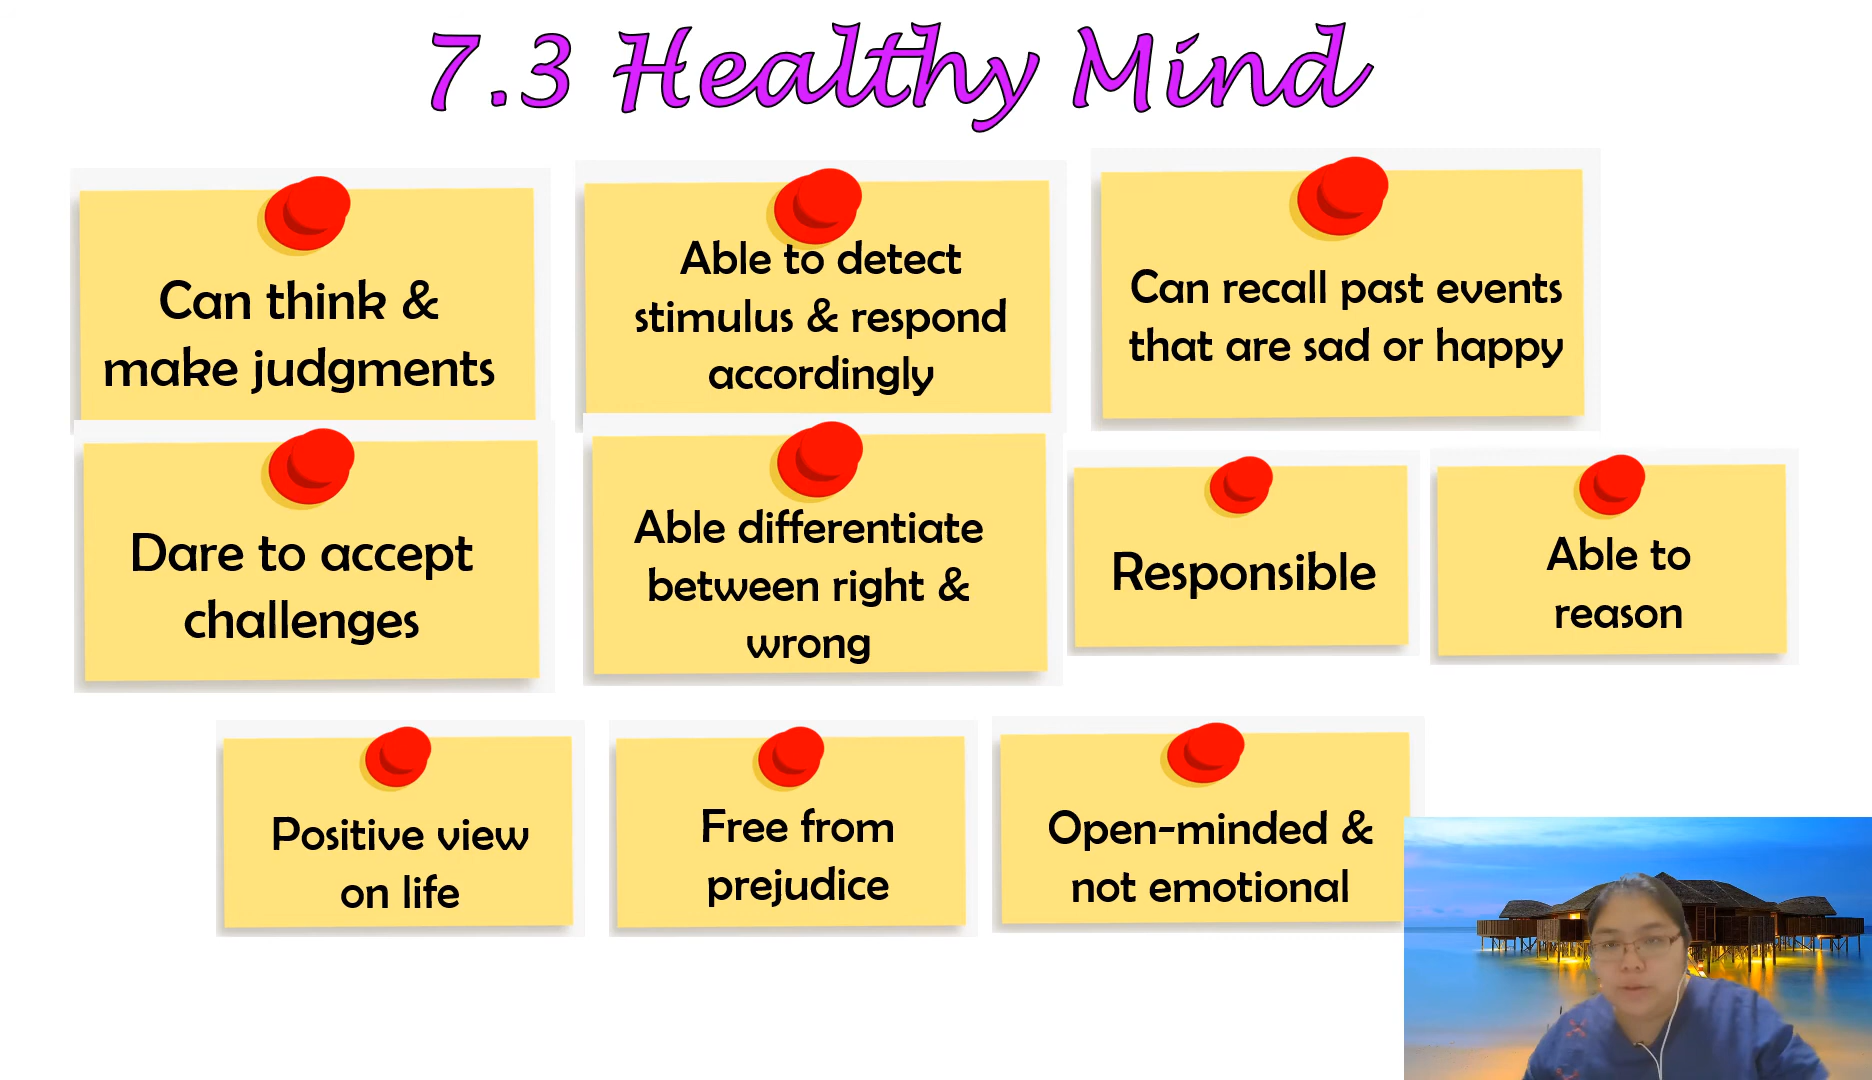 7.3 Healthy Mind
Can think &
make judgments
Able to detect
stimulus & respond
accordingly
Can recall past events
that are sad or happy
Dare to accept
challenges
Able differentiate
between right &
wrong
Responsible
Able to
reason
Positive view
on life
Free from
prejudice
Open-minded &
not emotional